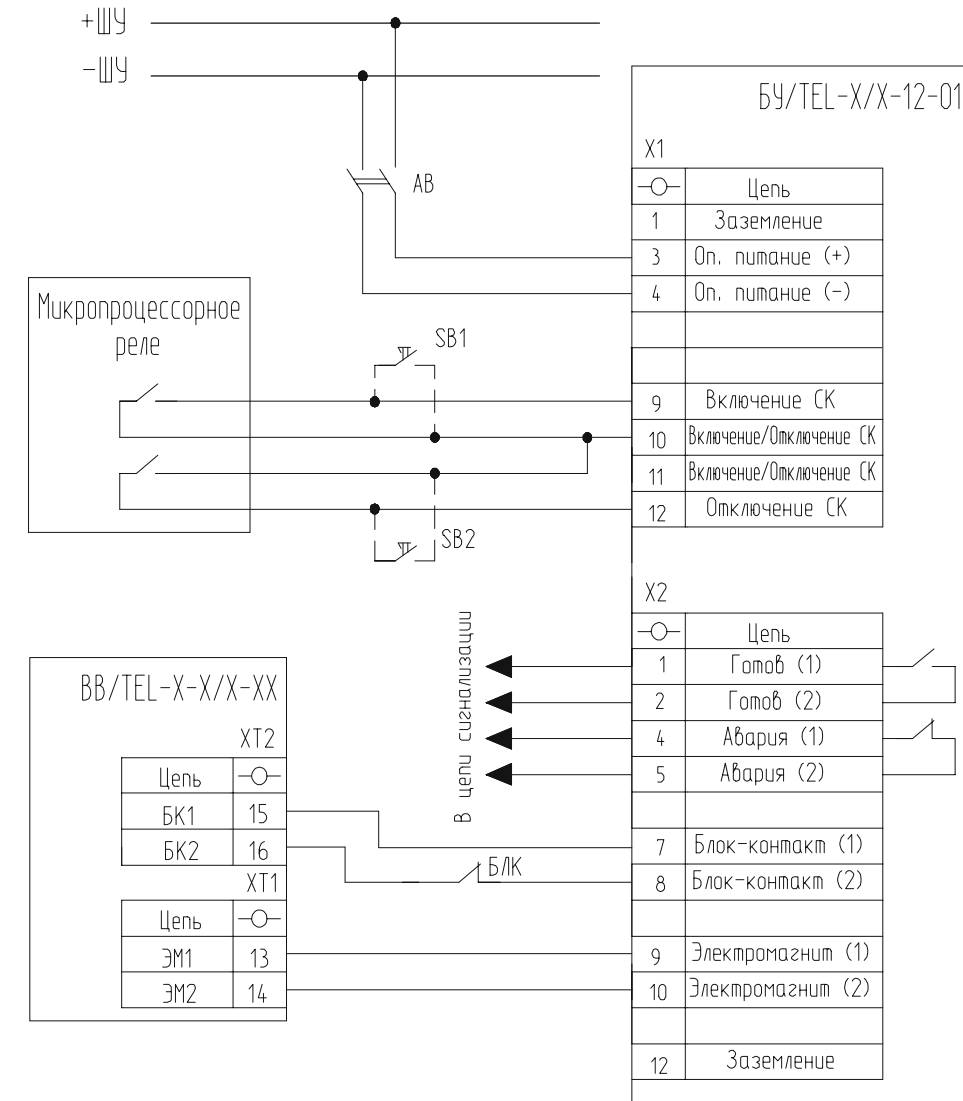 +ШУ
-ШУ
БУ/TEL-X/X-12-01
X1
Цепь
1 Заземление
АВ
3 Оп. питание (+)
4 Оп. питание (-)
Микропроцессорное
реле
SB1
9 Включение СК
10 Включение/Отключение СК
11 Включение/Отключение СК
12 Отключение СК
SB2
X2
Цепь
1 Готов (1)
2 Готов (2)
4 Авария (1)
5 Авария (2)
В цепи сигнализации
7 Блок-контакт (1)
8 Блок-контакт (2)
9 Электромагнит (1)
10 Электромагнит (2)
12 Заземление
ВВ/TEL-X-X/X-XX
XT2
Цепь
БК1 15
БК2 16
БЛК
XT1
Цепь
ЭМ1 13
ЭМ2 14